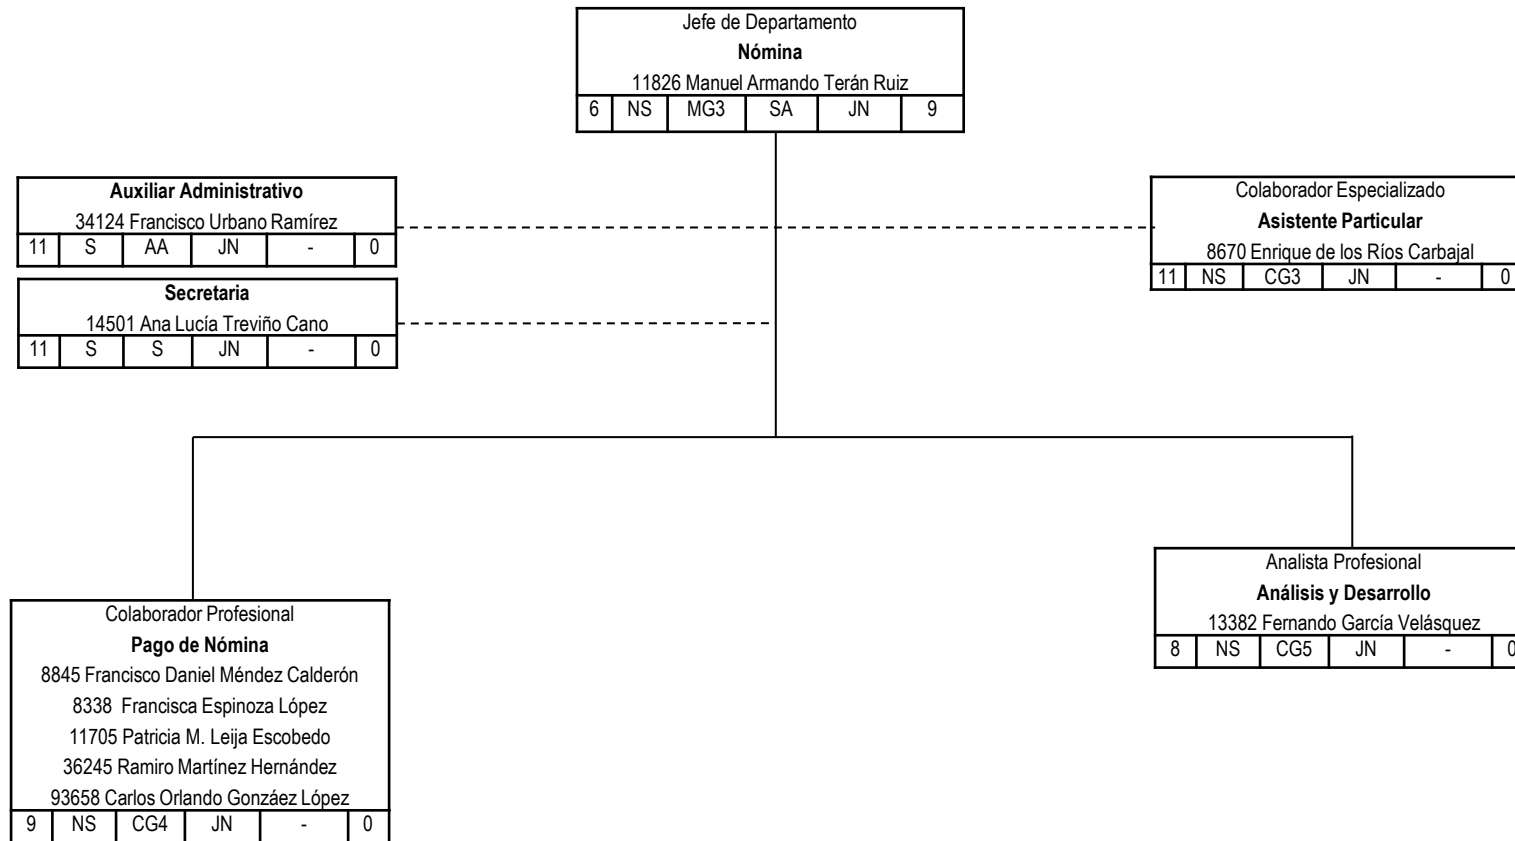 Jefe de Departamento
Nómina
11826 Manuel Armando Terán Ruiz
6 NS MG3 SA JN 9
Auxiliar Administrativo
34124 Francisco Urbano Ramírez
11 S AA JN - 0
Colaborador Especializado
Asistente Particular
8670 Enrique de los Ríos Carbajal
11 NS CG3 JN - 0
Secretaria
14501 Ana Lucía Treviño Cano
11 S S JN - 0
Colaborador Profesional
Pago de Nómina
8845 Francisco Daniel Méndez Calderón
8338 Francisca Espinoza López
11705 Patricia M. Leija Escobedo
36245 Ramiro Martínez Hernández
93658 Carlos Orlando Gonzáez López
9 NS CG4 JN - 0
Analista Profesional
Análisis y Desarrollo
13382 Fernando García Velásquez
8 NS CG5 JN - 0